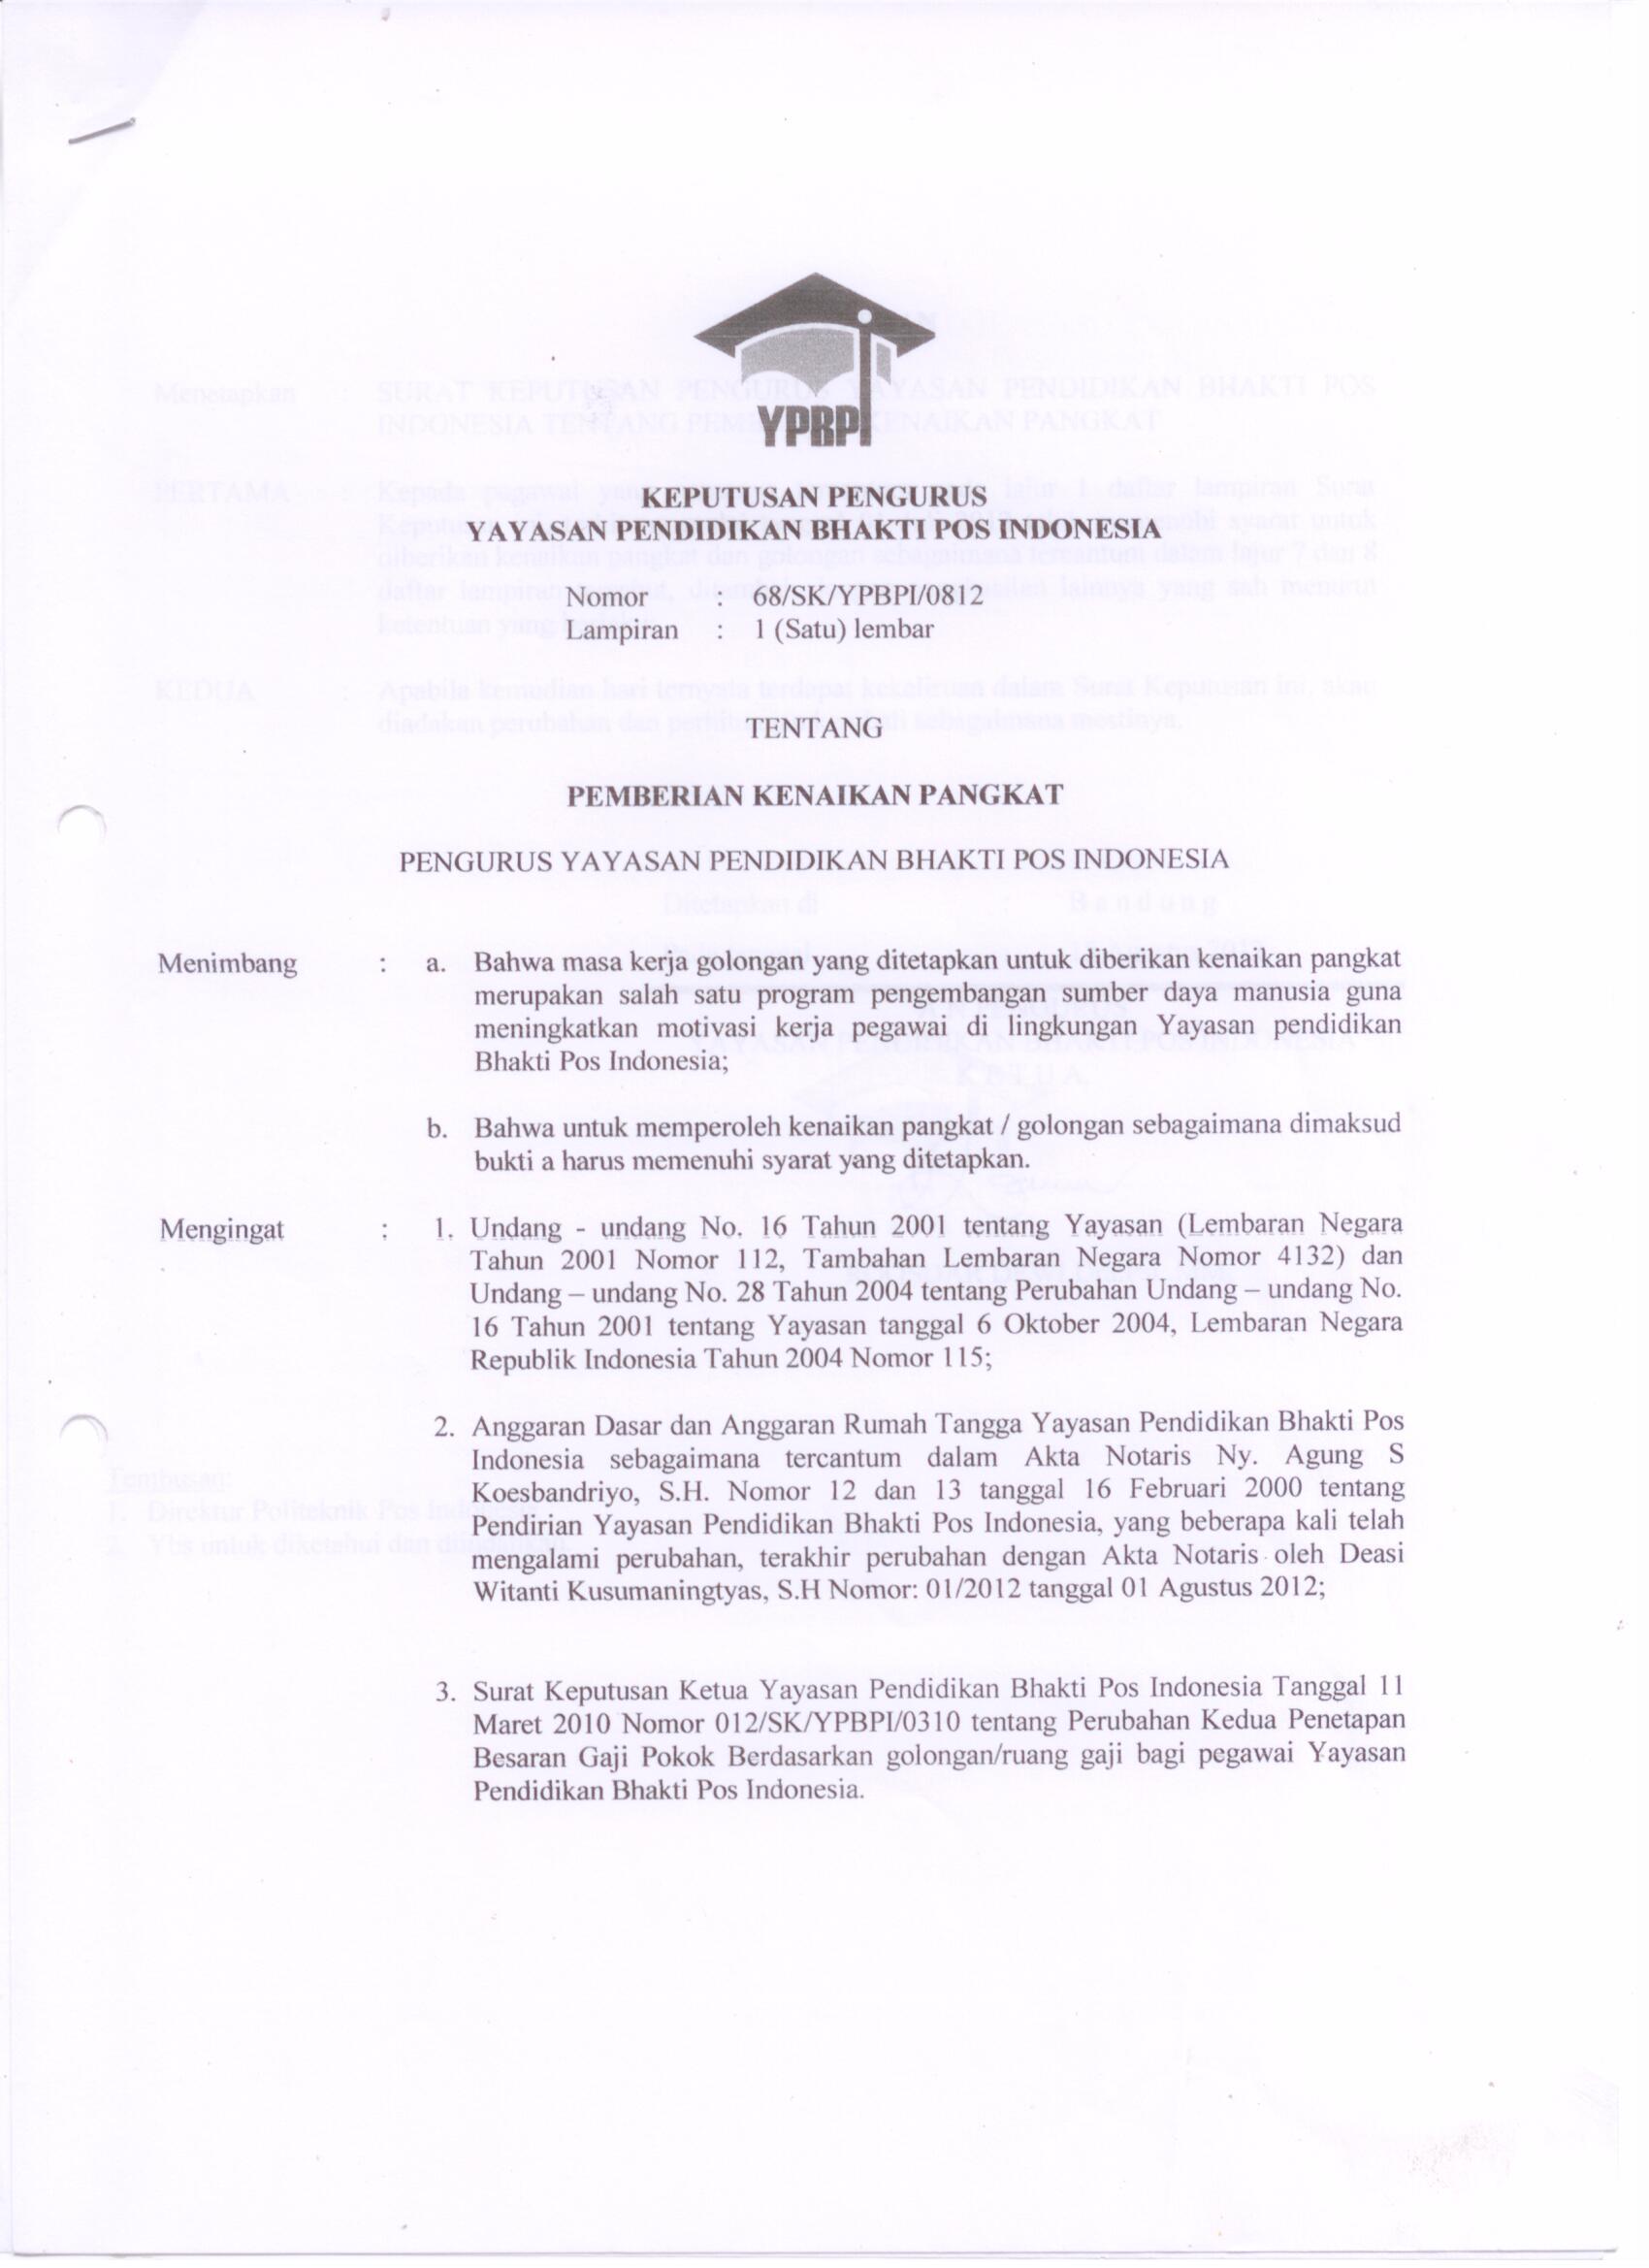 YPBPI
KEPUTUSAN PENGURUS
YAYASAN PENDIDIKAN BHAKTI POS INDONESIA
Nomor : 68/SK/YPBPI/0812
Lampiran : 1 (Satu) lembar
TENTANG
PEMBERIAN KENAIKAN PANGKAT
PENGURUS YAYASAN PENDIDIKAN BHAKTI POS INDONESIA
Menimbang : a. Bahwa masa kerja golongan yang ditetapkan untuk diberikan kenaikan pangkat
merupakan salah satu program pengembangan sumber daya manusia guna
meningkatkan motivasi kerja pegawai di lingkungan Yayasan pendidikan
Bhakti Pos Indonesia;
b. Bahwa untuk memperoleh kenaikan pangkat / golongan sebagaimana dimaksud
bukti a harus memenuhi syarat yang ditetapkan.
Mengingat : 1. Undang - undang No. 16 Tahun 2001 tentang Yayasan (Lembaran Negara
Tahun 2001 Nomor 112, Tambahan Lembaran Negara Nomor 4132) dan
Undang – undang No. 28 Tahun 2004 tentang Perubahan Undang – undang No.
16 Tahun 2001 tentang Yayasan tanggal 6 Oktober 2004, Lembaran Negara
Republik Indonesia Tahun 2004 Nomor 115;
2. Anggaran Dasar dan Anggaran Rumah Tangga Yayasan Pendidikan Bhakti Pos
Indonesia sebagaimana tercantum dalam Akta Notaris Ny. Agung S
Koesbandriyo, S.H. Nomor 12 dan 13 tanggal 16 Februari 2000 tentang
Pendirian Yayasan Pendidikan Bhakti Pos Indonesia, yang beberapa kali telah
mengalami perubahan, terakhir perubahan dengan Akta Notaris oleh Deasi
Witanti Kusumaningtyas, S.H Nomor: 01/2012 tanggal 01 Agustus 2012;
3. Surat Keputusan Ketua Yayasan Pendidikan Bhakti Pos Indonesia Tanggal 11
Maret 2010 Nomor 012/SK/YPBPI/0310 tentang Perubahan Kedua Penetapan
Besaran Gaji Pokok Berdasarkan golongan/ruang gaji bagi pegawai Yayasan
Pendidikan Bhakti Pos Indonesia.